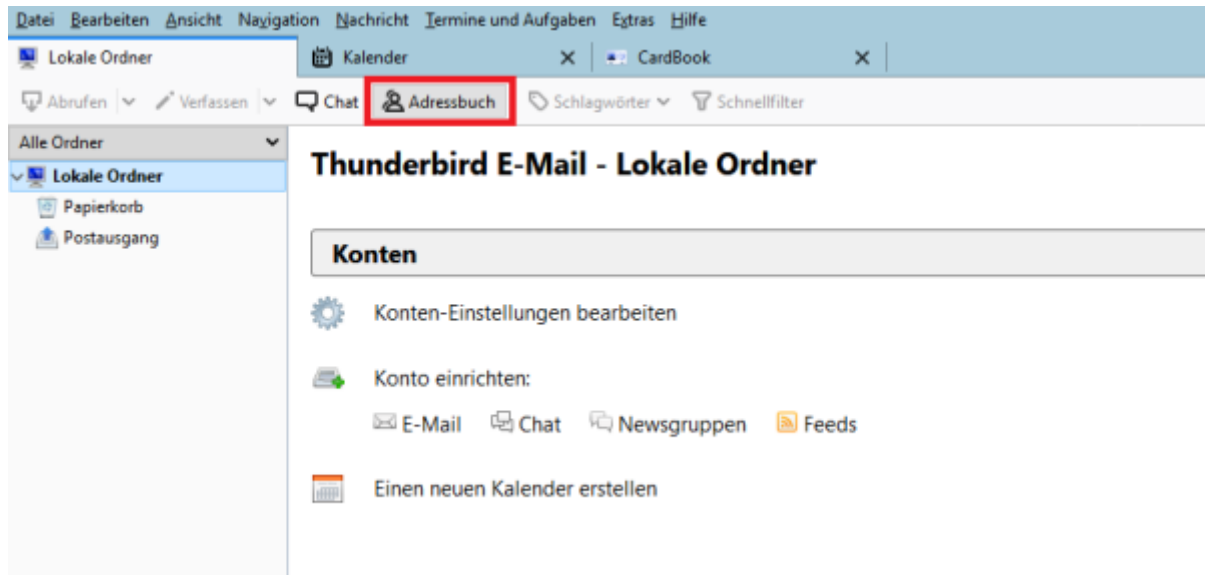 Datei Bearbeiten Ansicht Navigation Nachricht Termine und Aufgaben Extras Hilfe
Lokale Ordner Kalender CardBook
Abrufen Verfassen Chat Adressbuch Schlagwörter Schnellfilter
Alle Ordner
Lokale Ordner
Papierkorb
Postausgang
Thunderbird E-Mail - Lokale Ordner
Konten
Konten-Einstellungen bearbeiten
Konto einrichten:
E-Mail Chat Newsgruppen Feeds
Einen neuen Kalender erstellen